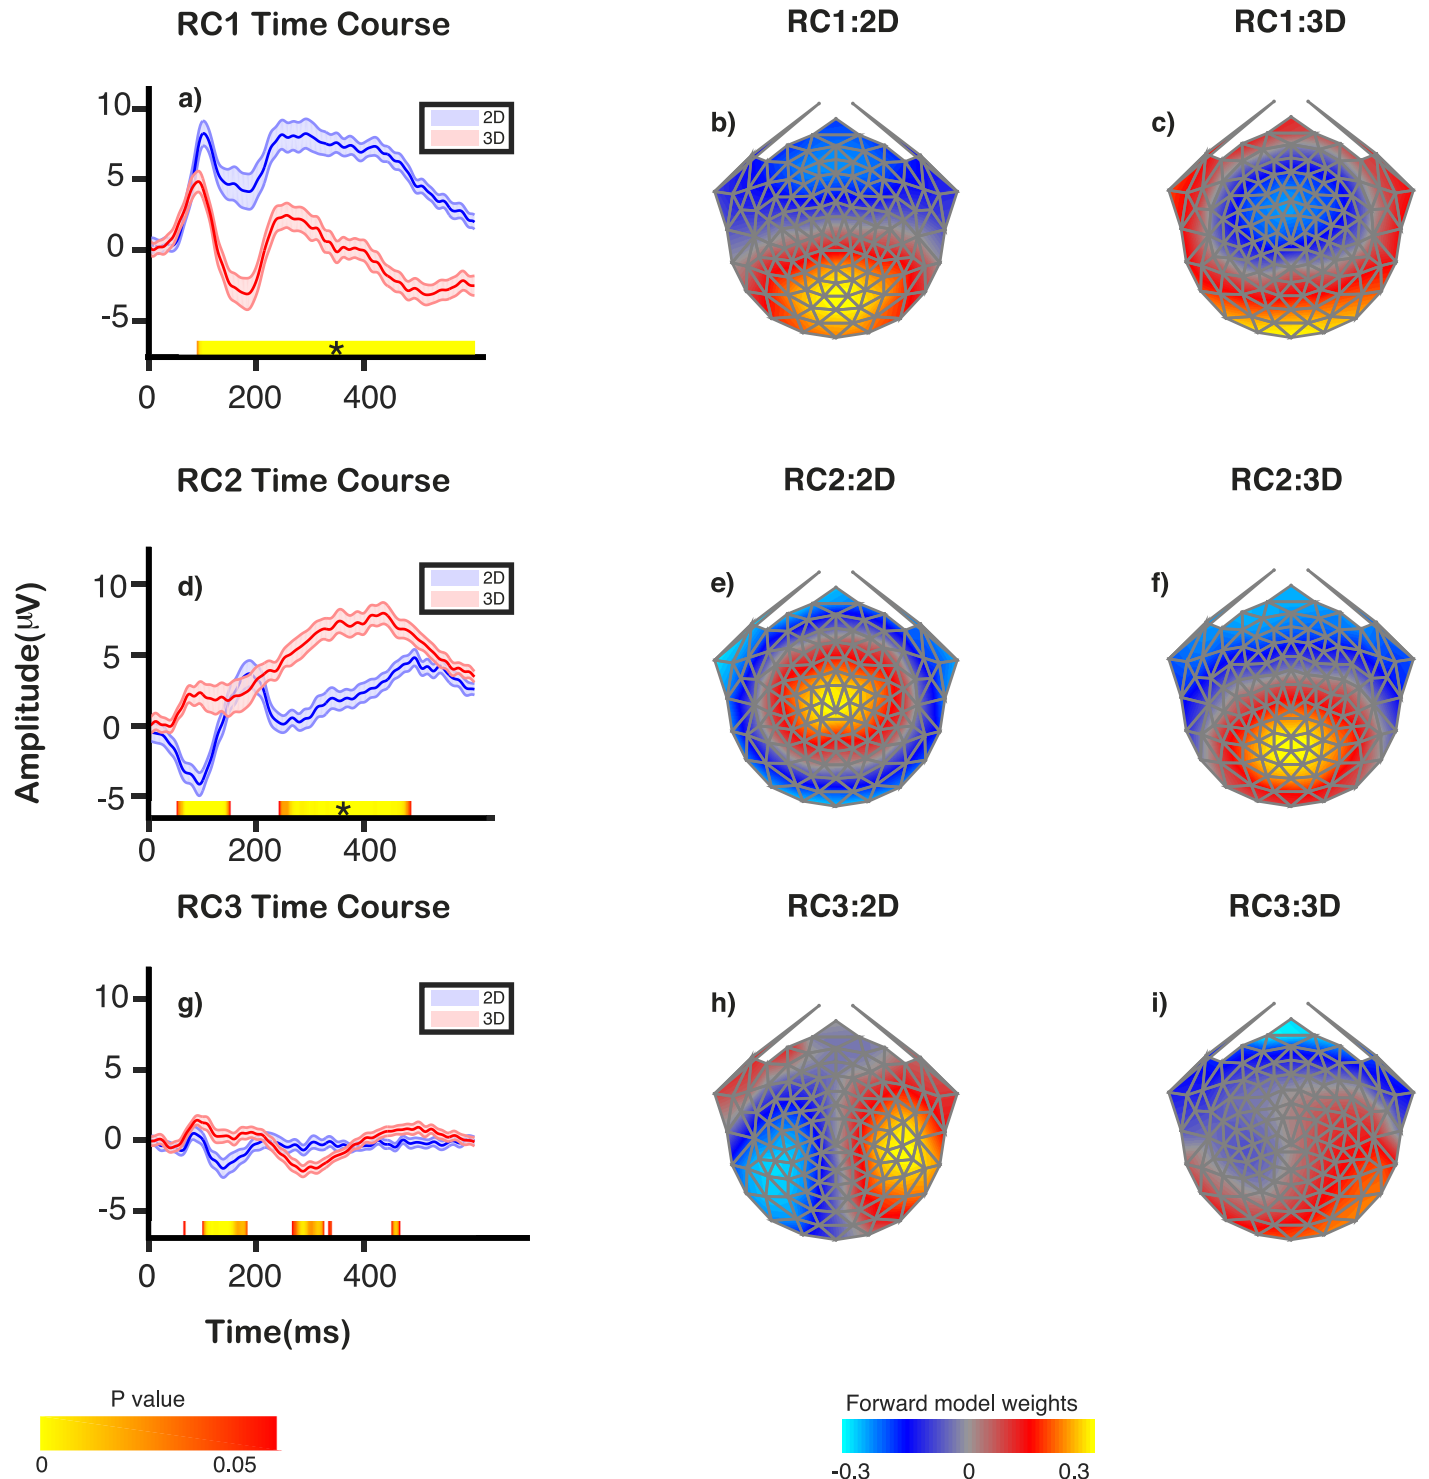 RC1 Time Course
RC1:2D
RC1:3D
a)
b)
c)
2D
3D
10
5
0
-5
*
0 200 400
RC2 Time Course
RC2:2D
RC2:3D
d)
e)
f)
2D
3D
10
5
0
-5
*
0 200 400
Amplitude(μV)
RC3 Time Course
RC3:2D
RC3:3D
g)
h)
i)
2D
3D
10
5
0
-5
0 200 400
Time(ms)
P value
0 0.05
Forward model weights
-0.3 0 0.3